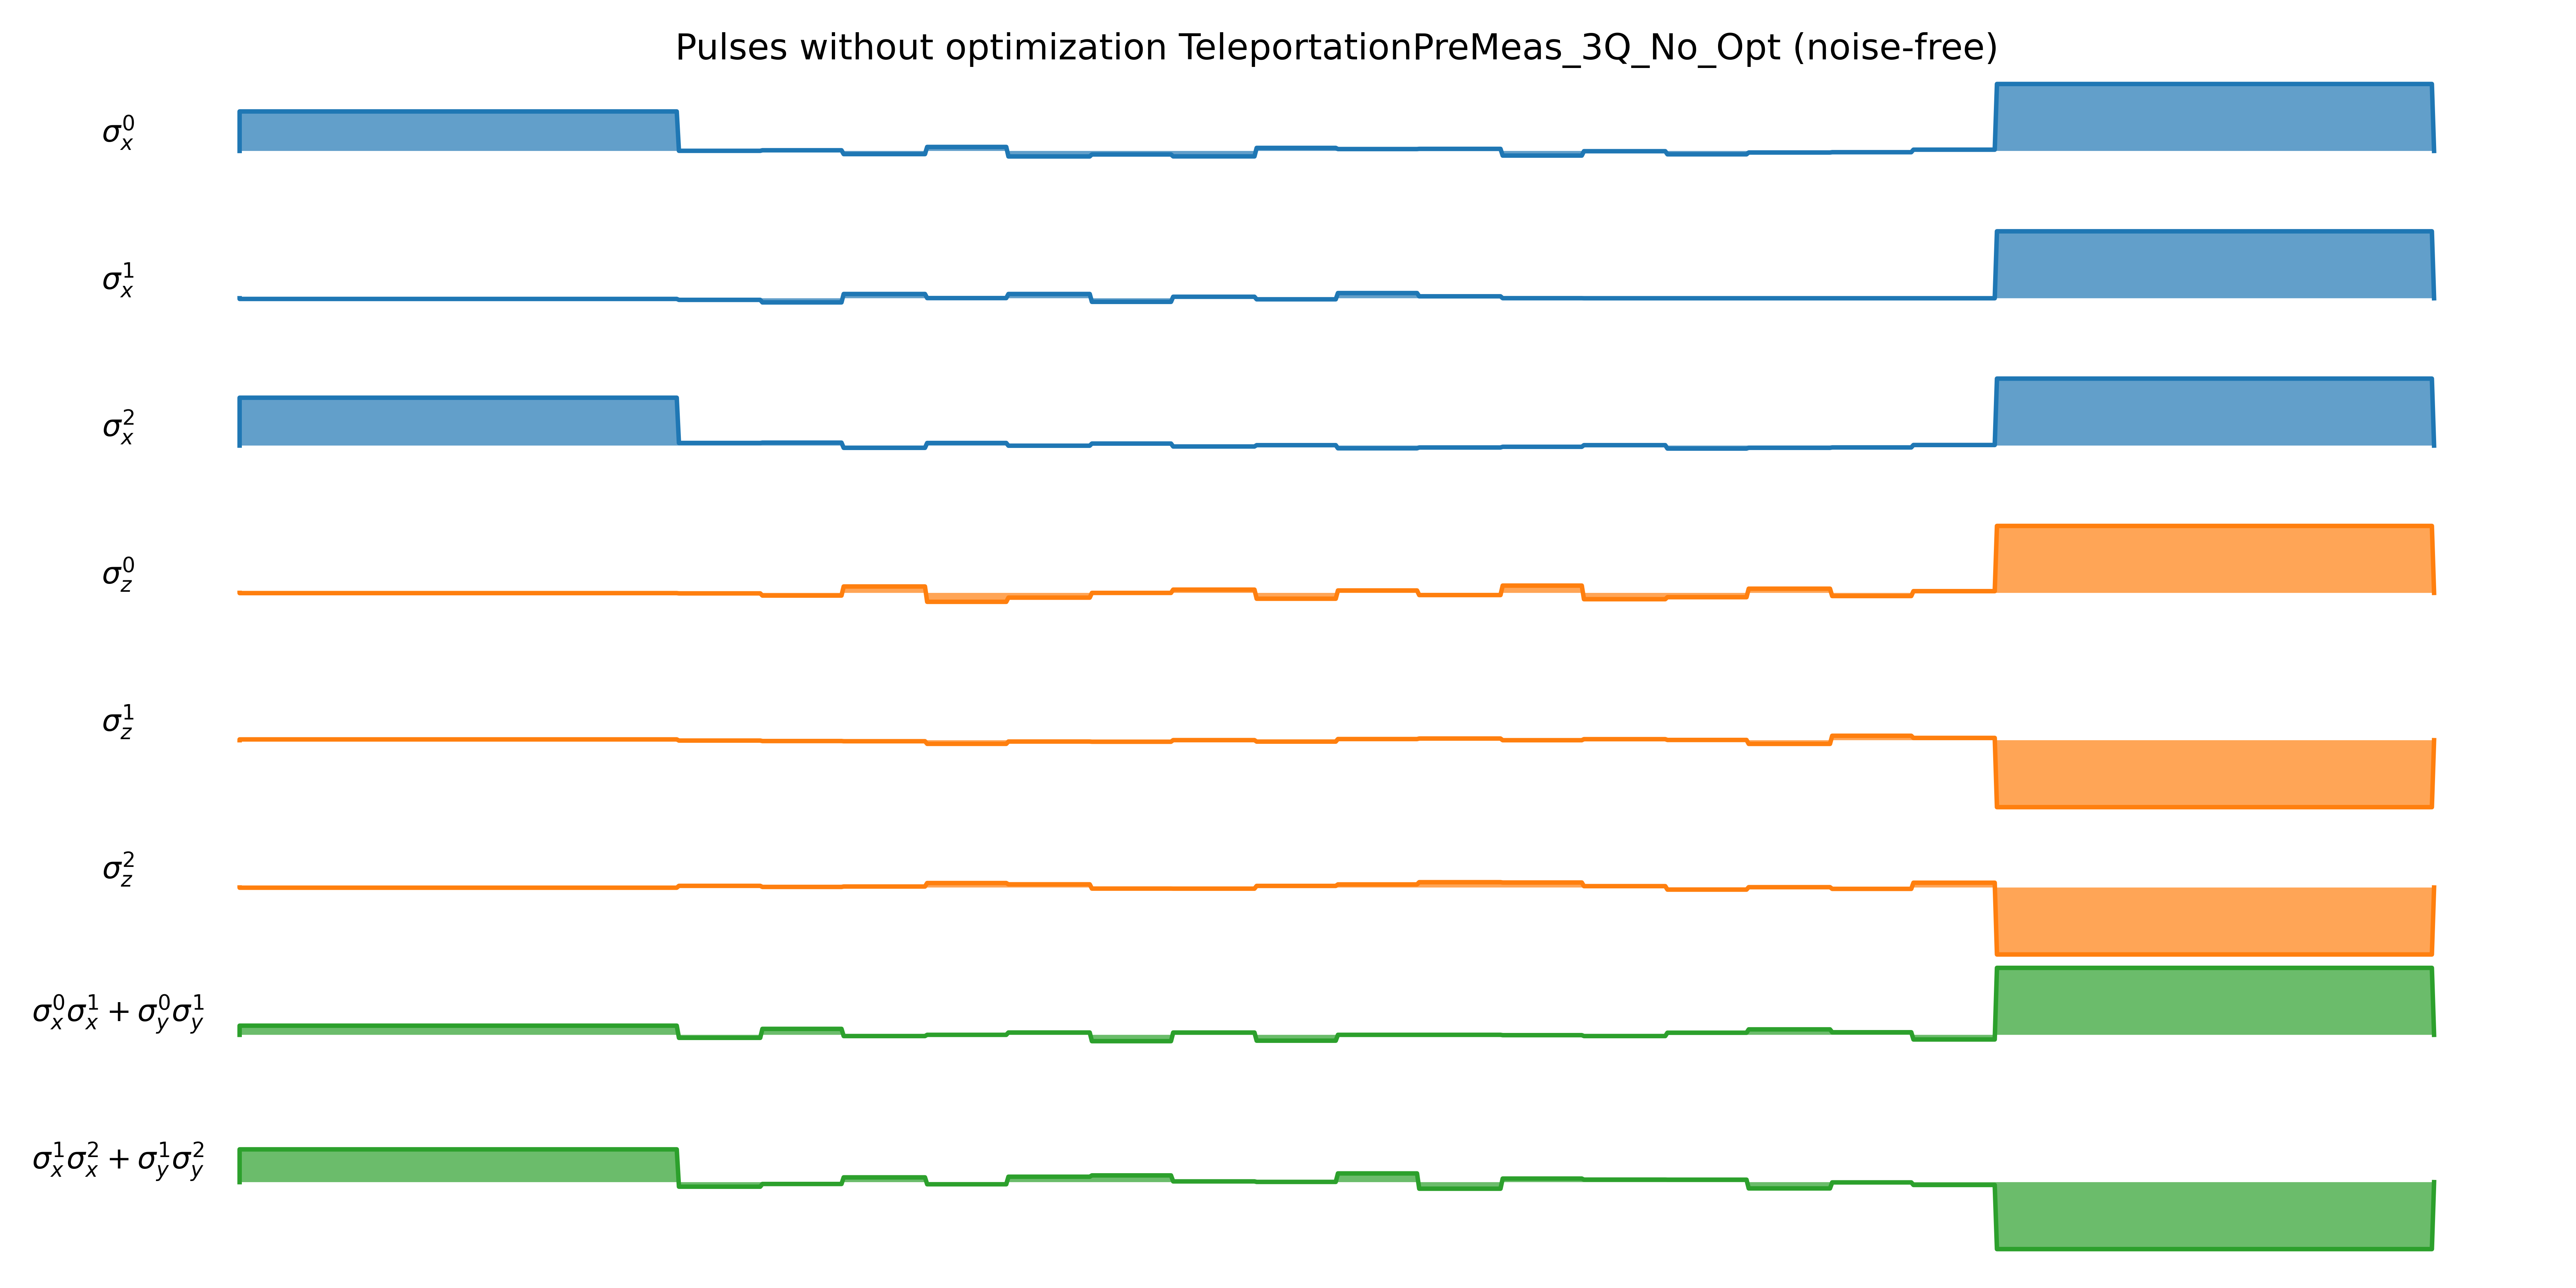 Pulses without optimization TeleportationPreMeas_3Q_No_Opt (noise-free)
σ_x^0
σ_x^1
σ_x^2
σ_z^0
σ_z^1
σ_z^2
σ_x^0σ_x^1 + σ_y^0σ_y^1
σ_x^1σ_x^2 + σ_y^1σ_y^2